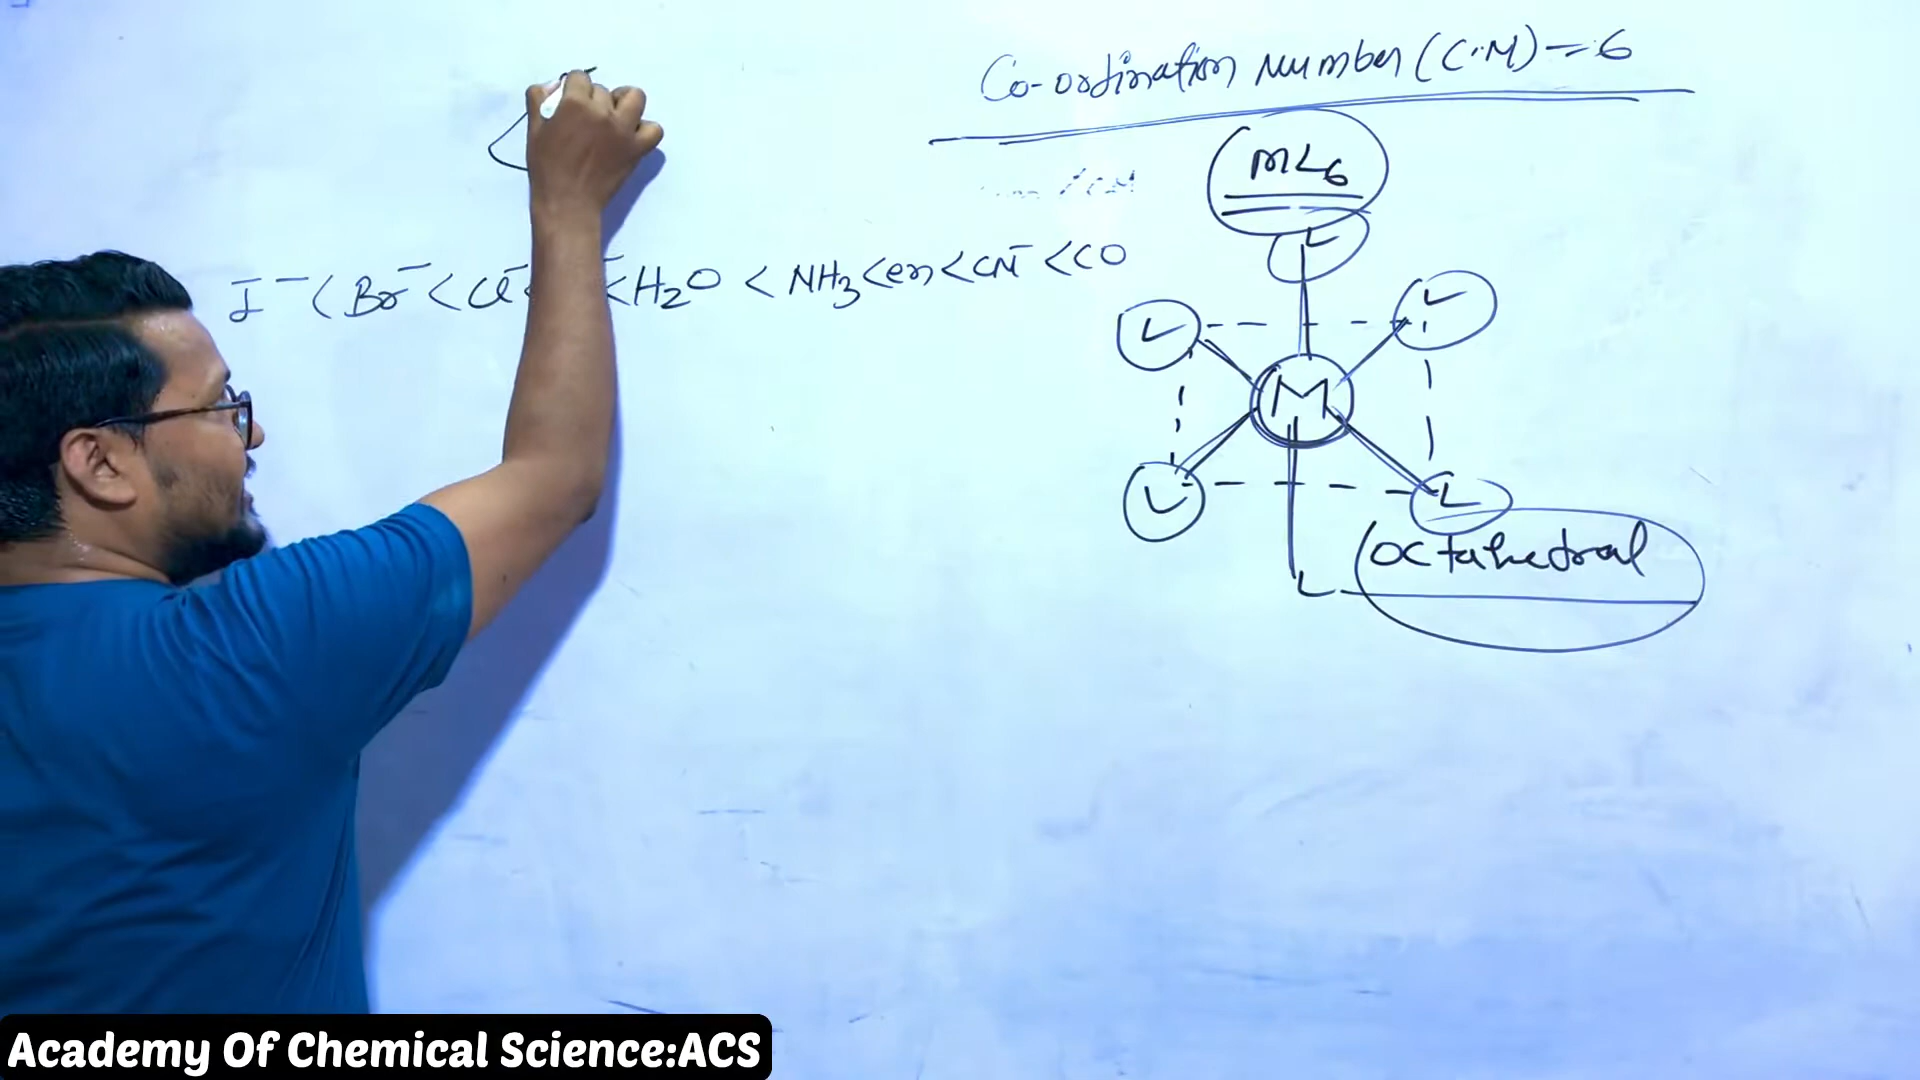 Co-ordination Number (C.N) = 6
ML6
I⁻ < Br⁻ < Cl⁻ < ⁻ < H2O < NH3 < en < CN⁻ < CO
L
L L
M
L L
L
octahedral
Academy Of Chemical Science:ACS